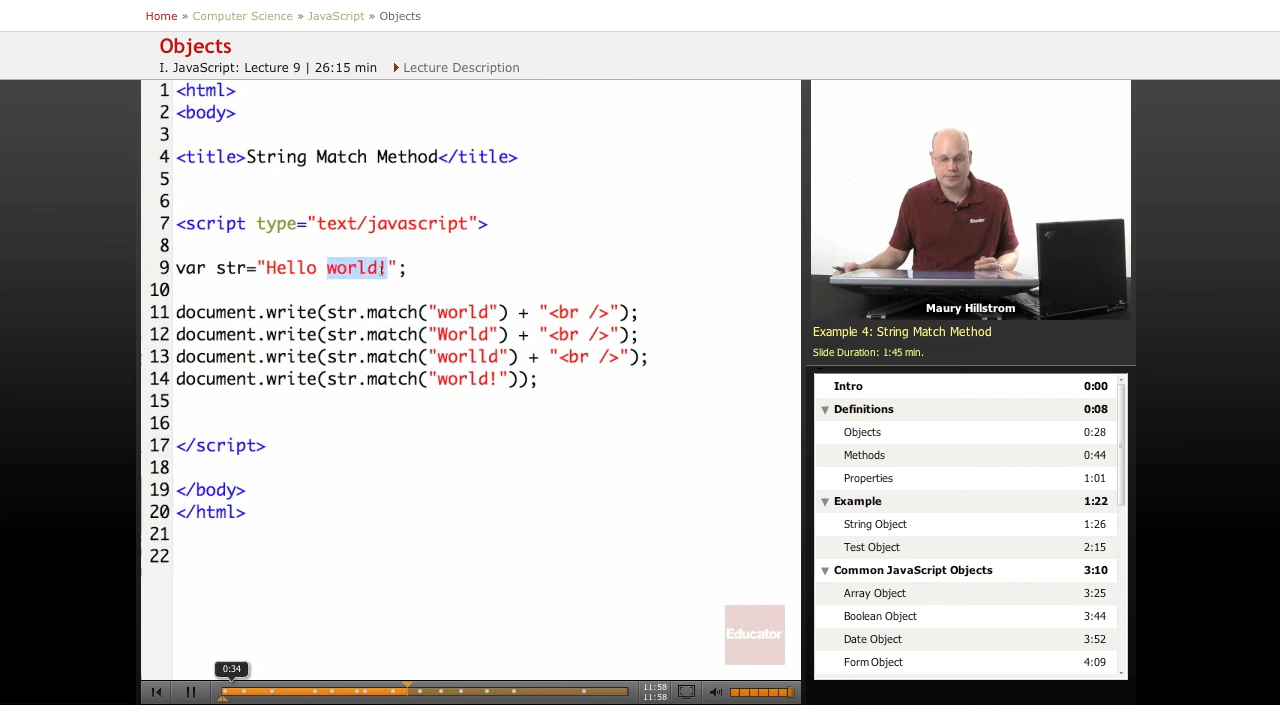 Home » Computer Science » JavaScript » Objects
Objects
I. JavaScript: Lecture 9 | 26:15 min Lecture Description
1 <html>
2 <body>
3
4 <title>String Match Method</title>
5
6
7 <script type="text/javascript">
8
9 var str="Hello world!";
10
11 document.write(str.match("world") + "<br />");
12 document.write(str.match("World") + "<br />");
13 document.write(str.match("worlld") + "<br />");
14 document.write(str.match("world!"));
15
16
17 </script>
18
19 </body>
20 </html>
21
22
Educator
0:34
11:58
11:58
Educator
Maury Hillstrom
Example 4: String Match Method
Slide Duration: 1:45 min.
Intro 0:00
Definitions 0:08
Objects 0:28
Methods 0:44
Properties 1:01
Example 1:22
String Object 1:26
Test Object 2:15
Common JavaScript Objects 3:10
Array Object 3:25
Boolean Object 3:44
Date Object 3:52
Form Object 4:09